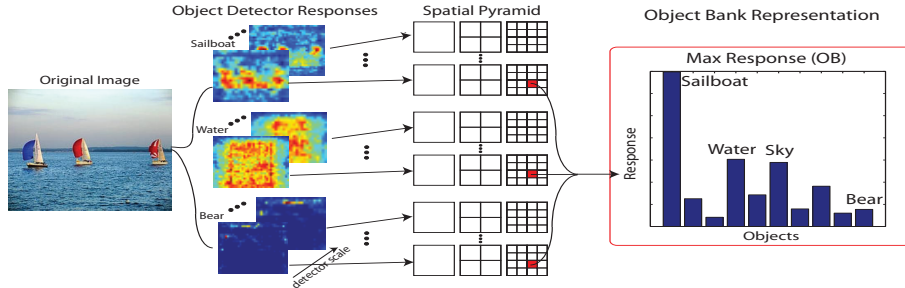 Object Detector Responses
Spatial Pyramid
Object Bank Representation
Original Image
Sailboat
Water
Bear
detector scale
Max Response (OB)
Sailboat
Water
Sky
Bear
Response
Objects